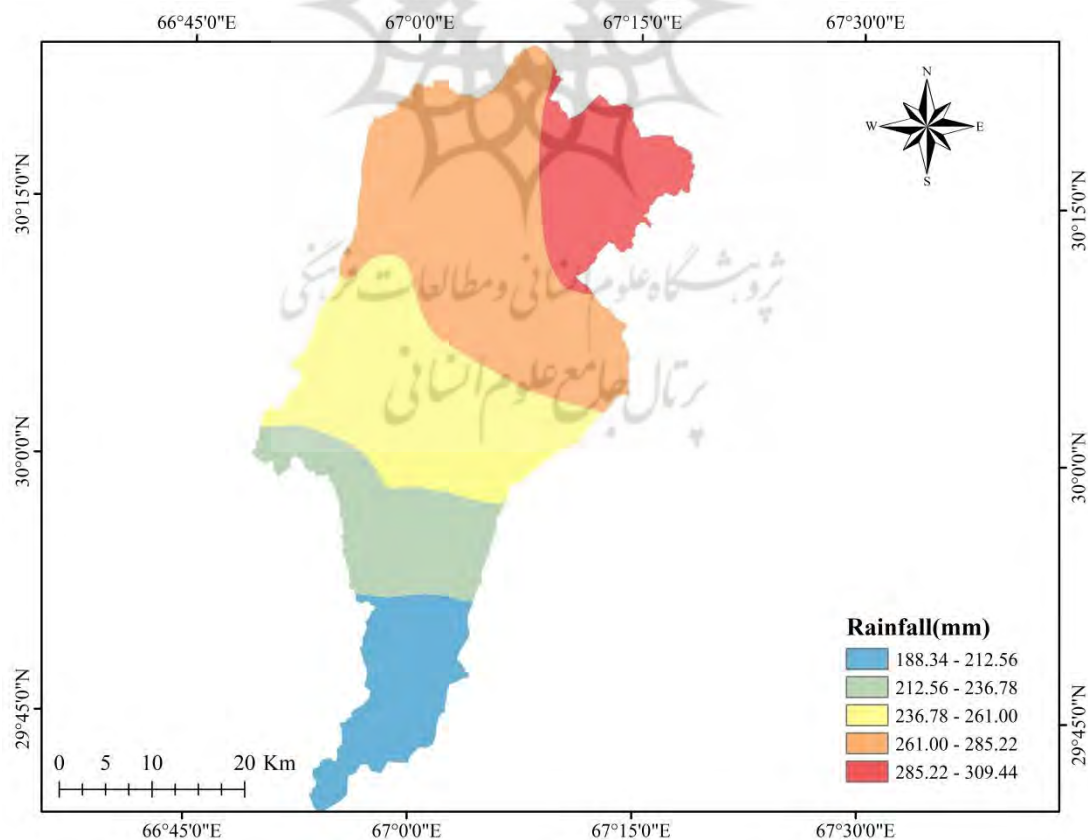 66°45'0"E 67°0'0"E 67°15'0"E 67°30'0"E
N
W E
S
30°15'0"N 30°15'0"N
پژوهشگاه علوم انسانی و مطالعات فرهنگی
پرتال جامع علوم انسانی
30°0'0"N 30°0'0"N
Rainfall(mm)
188.34 - 212.56
212.56 - 236.78
236.78 - 261.00
261.00 - 285.22
285.22 - 309.44
29°45'0"N 29°45'0"N
0 5 10 20 Km
66°45'0"E 67°0'0"E 67°15'0"E 67°30'0"E